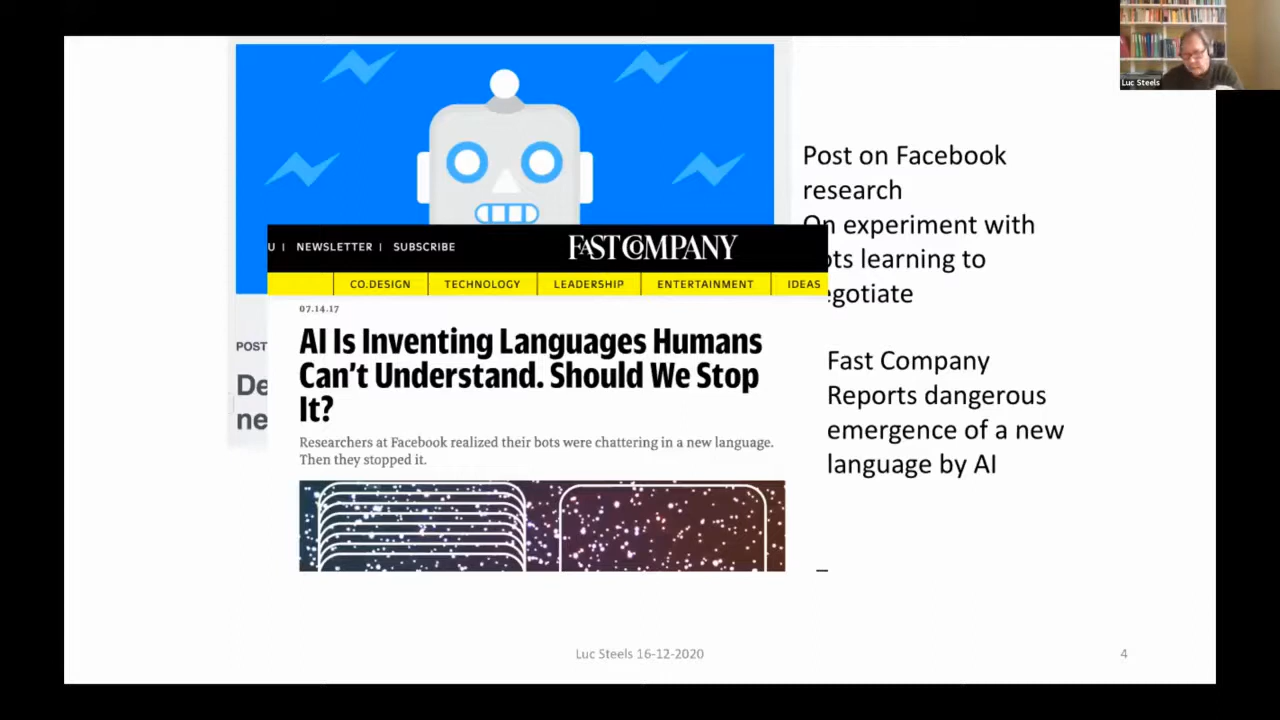 Luc Steels
Post on Facebook
research
On experiment with
ots learning to
egotiate
U | NEWSLETTER | SUBSCRIBE
FAST COMPANY
CO.DESIGN TECHNOLOGY LEADERSHIP ENTERTAINMENT IDEAS
07.14.17
AI Is Inventing Languages Humans
Can't Understand. Should We Stop
It?
Researchers at Facebook realized their bots were chattering in a new language.
Then they stopped it.
POST
De
ne
Fast Company
Reports dangerous
emergence of a new
language by AI
Luc Steels 16-12-2020
4